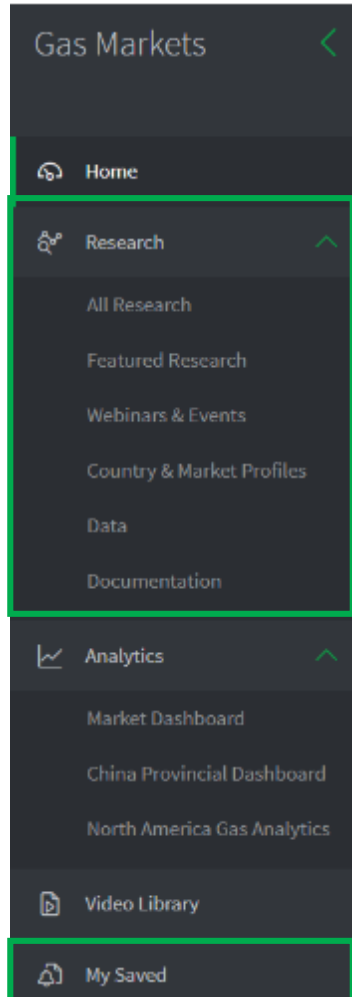 Gas Markets
Home
Research
All Research
Featured Research
Webinars & Events
Country & Market Profiles
Data
Documentation
Analytics
Market Dashboard
China Provincial Dashboard
North America Gas Analytics
Video Library
My Saved